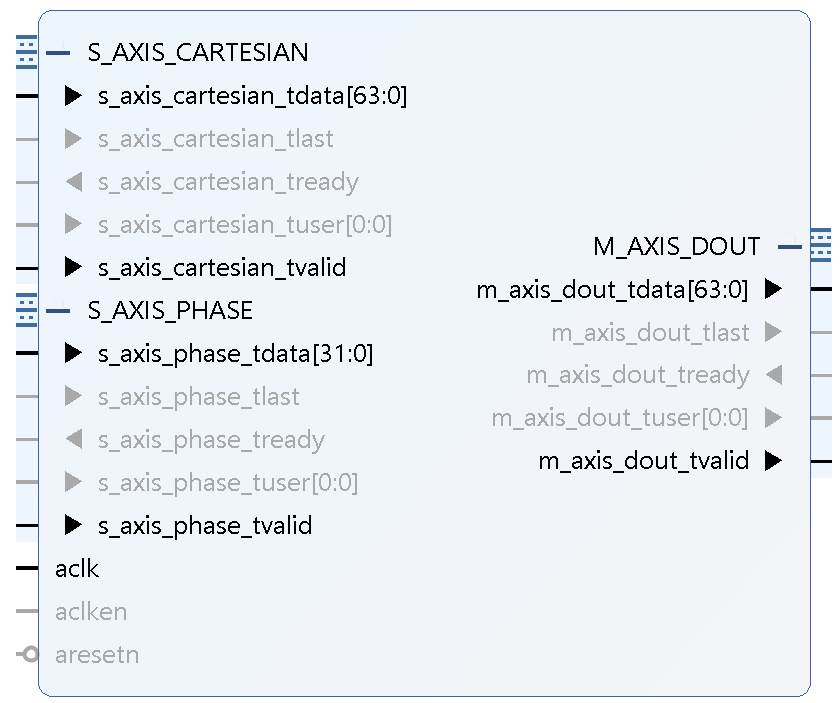 S_AXIS_CARTESIAN
s_axis_cartesian_tdata[63:0]
s_axis_cartesian_tlast
s_axis_cartesian_tready
s_axis_cartesian_tuser[0:0]
s_axis_cartesian_tvalid
S_AXIS_PHASE
s_axis_phase_tdata[31:0]
s_axis_phase_tlast
s_axis_phase_tready
s_axis_phase_tuser[0:0]
s_axis_phase_tvalid
aclk
aclken
aresetn
M_AXIS_DOUT
m_axis_dout_tdata[63:0]
m_axis_dout_tlast
m_axis_dout_tready
m_axis_dout_tuser[0:0]
m_axis_dout_tvalid